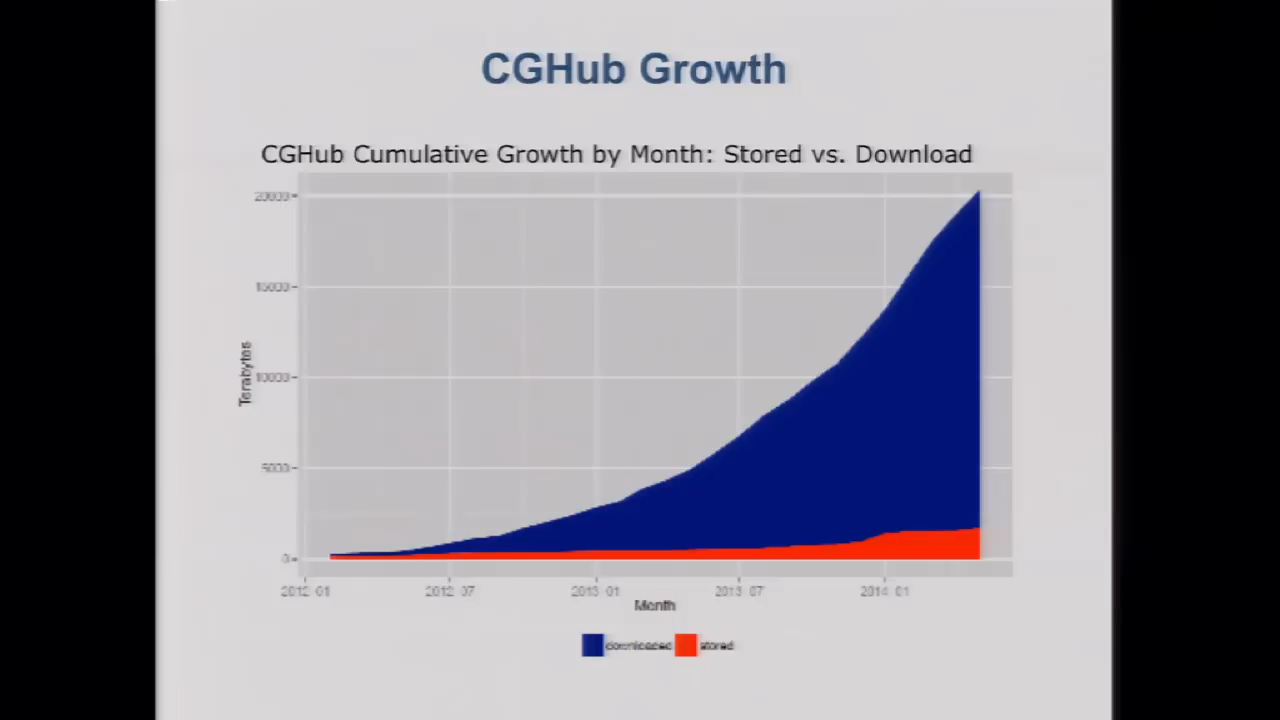 CGHub Growth
CGHub Cumulative Growth by Month: Stored vs. Download
20000
15000
10000
5000
0
Terabytes
2012 01
2012 07
2013 01
2013 07
2014 01
Month
downloaded
stored